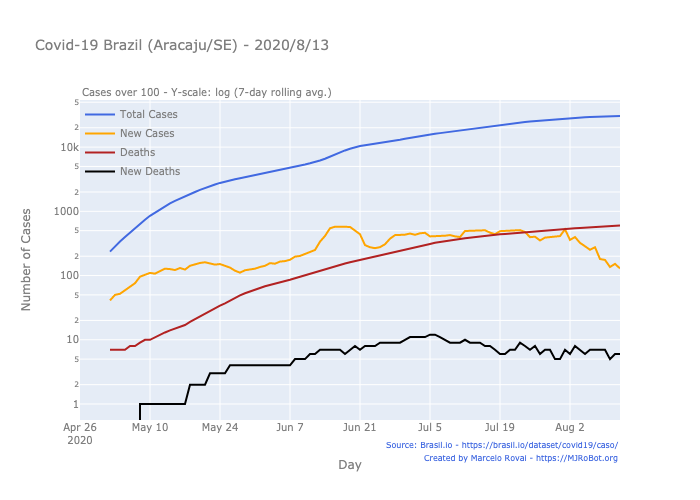 Covid-19 Brazil (Aracaju/SE) - 2020/8/13
Cases over 100 - Y-scale: log (7-day rolling avg.)
Total Cases
New Cases
Deaths
New Deaths
5
2
10k
5
2
1000
5
2
100
5
2
10
5
2
1
Number of Cases
Apr 26 May 10 May 24 Jun 7 Jun 21 Jul 5 Jul 19 Aug 2
2020
Day
Source: Brasil.io - https://brasil.io/dataset/covid19/caso/
Created by Marcelo Rovai - https://MJRoBot.org